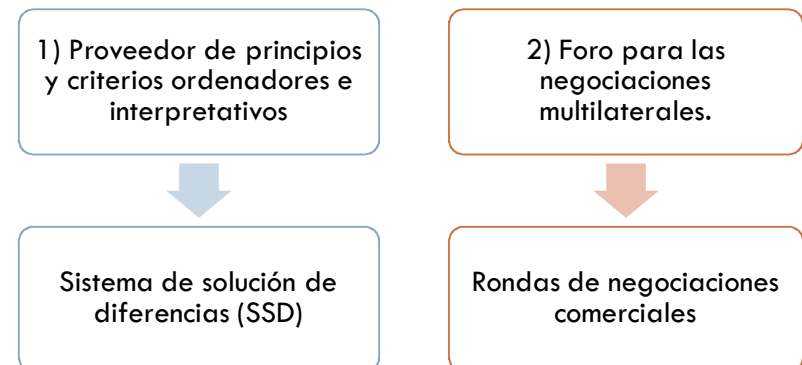 1) Proveedor de principios
y criterios ordenadores e
interpretativos
2) Foro para las
negociaciones
multilaterales.
Sistema de solución de
diferencias (SSD)
Rondas de negociaciones
comerciales